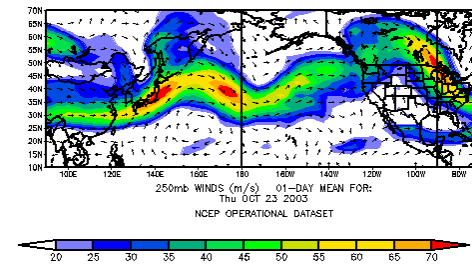 70N
65N
60N
55N
50N
45N
40N
35N
30N
25N
20N
15N
10N
100E 120E 140E 160E 180 160W 140W 120W 100W 80W
250mb WINDS (m/s) 01-DAY MEAN FOR:
Thu OCT 23 2003
NCEP OPERATIONAL DATASET
20 25 30 35 40 45 50 55 60 65 70